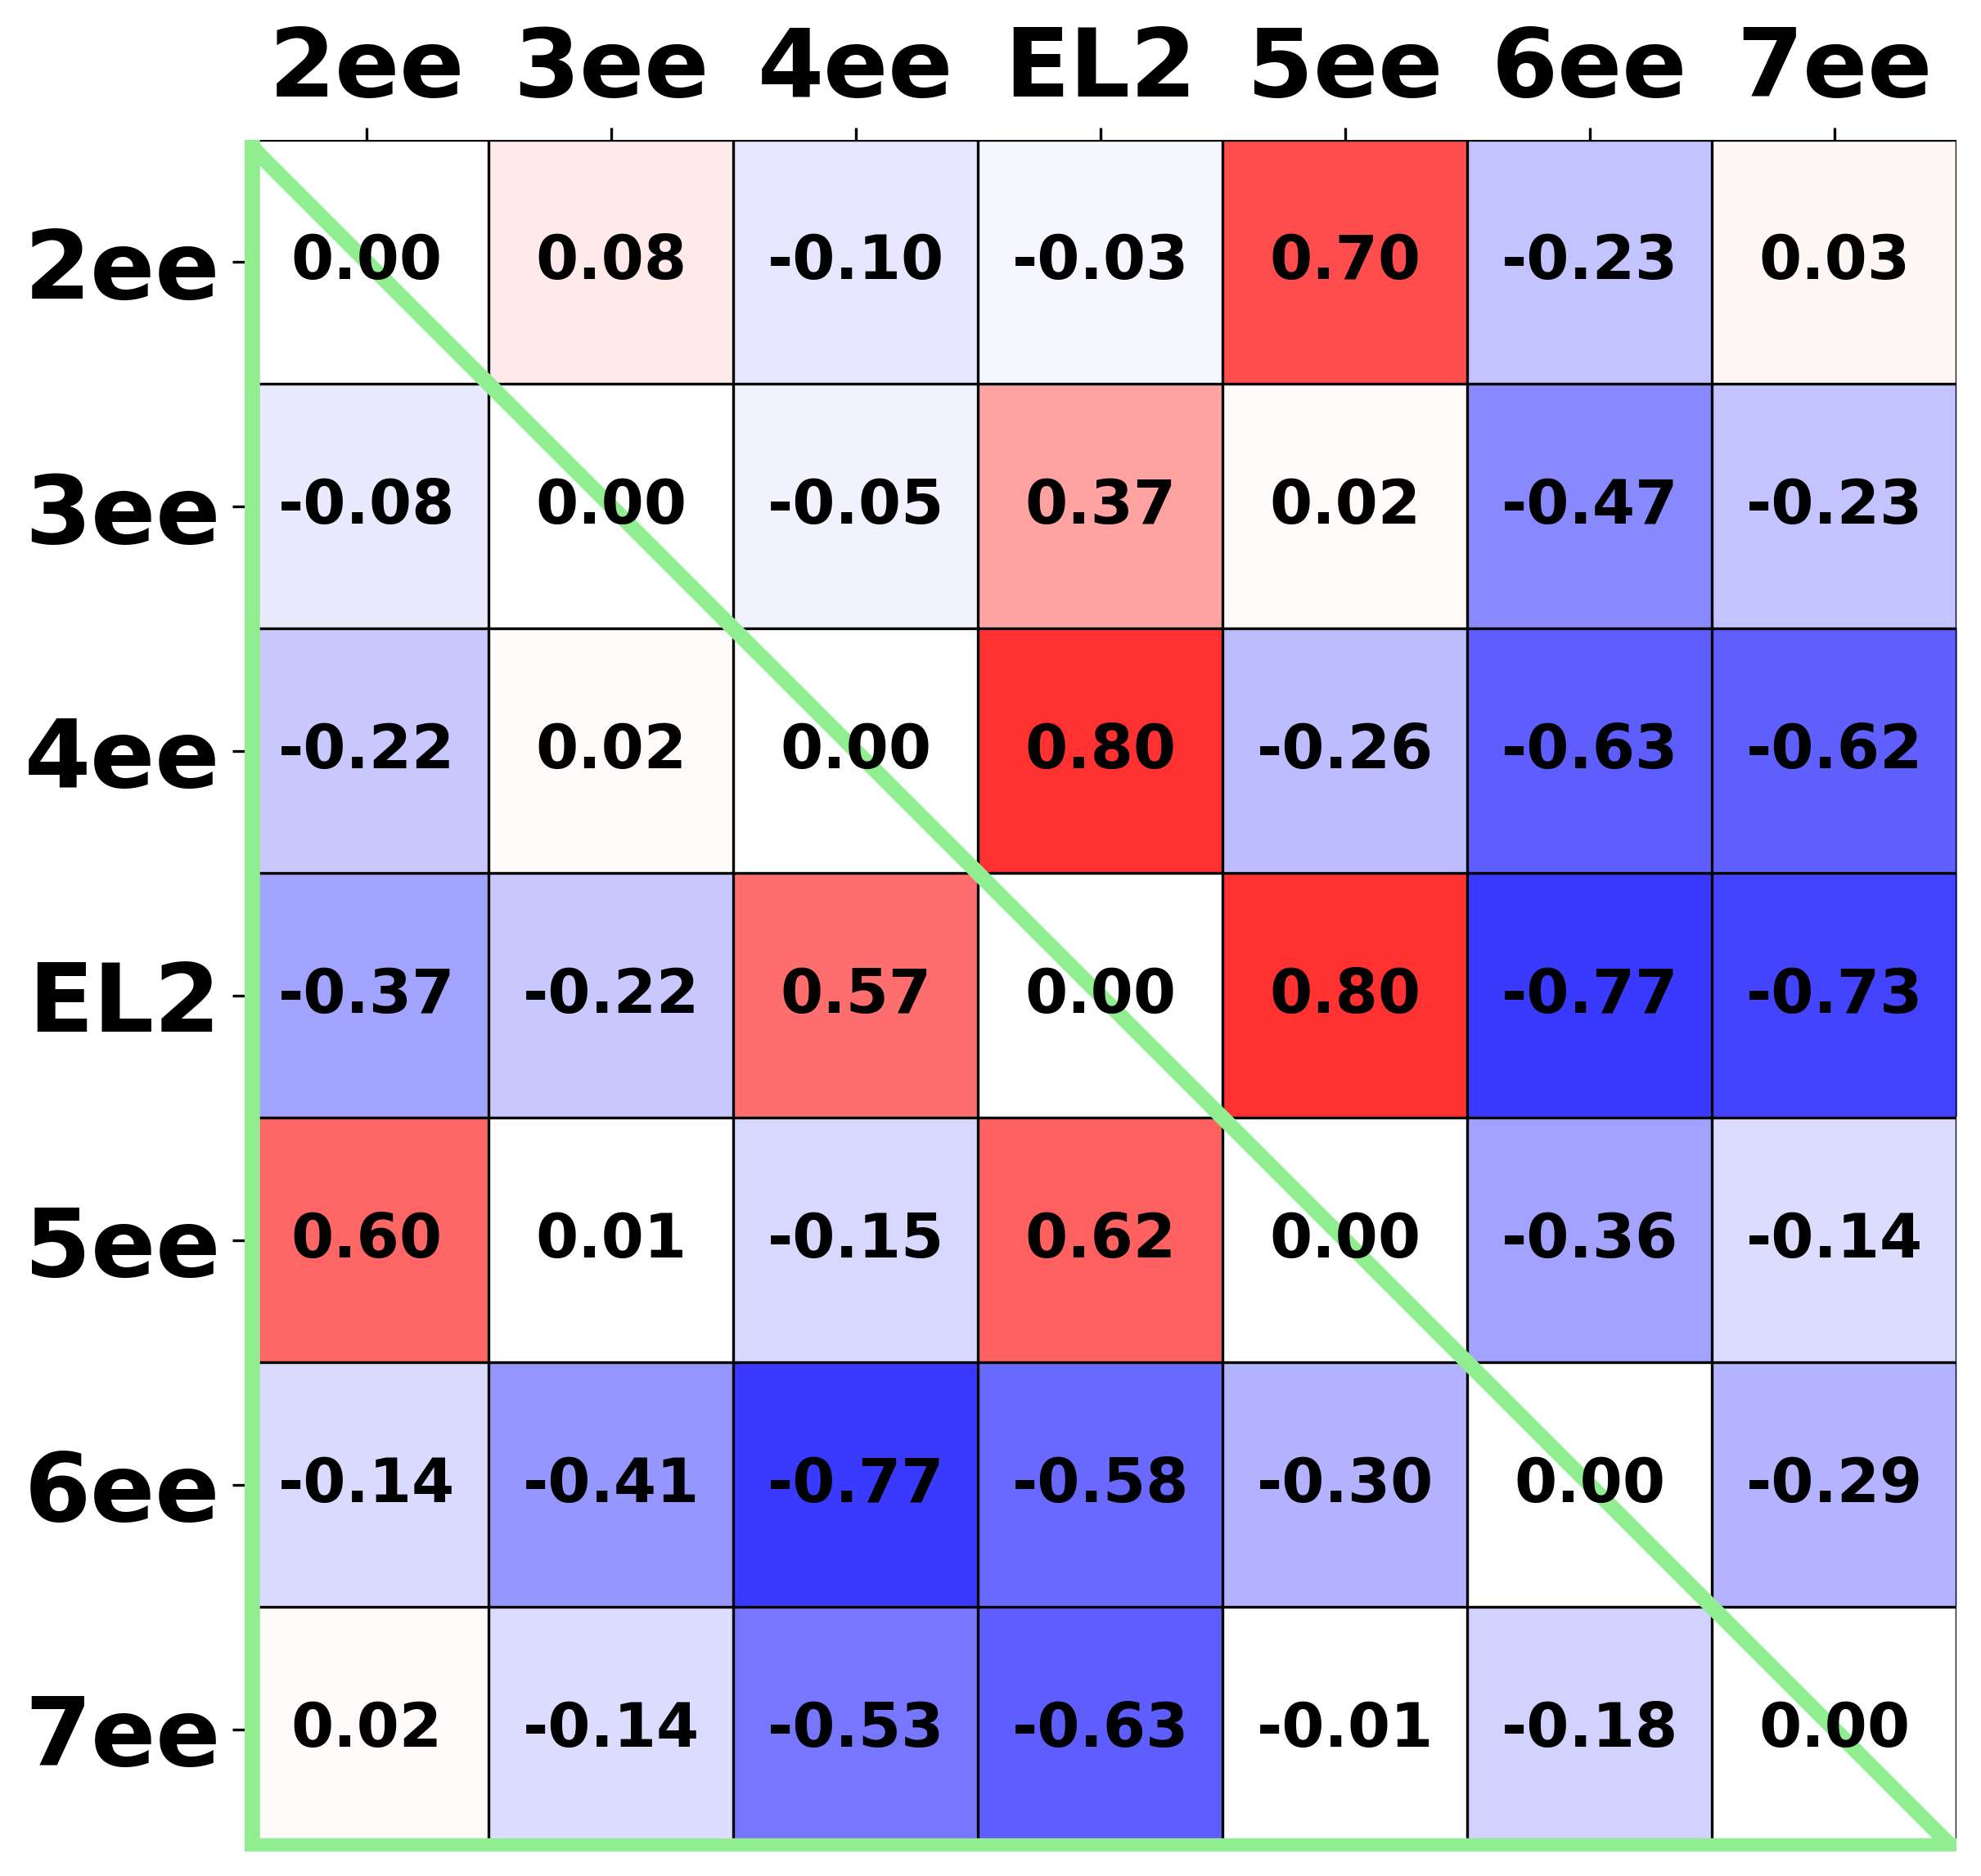 2ee 3ee 4ee EL2 5ee 6ee 7ee
2ee 0.00 0.08 -0.10 -0.03 0.70 -0.23 0.03
3ee -0.08 0.00 -0.05 0.37 0.02 -0.47 -0.23
4ee -0.22 0.02 0.00 0.80 -0.26 -0.63 -0.62
EL2 -0.37 -0.22 0.57 0.00 0.80 -0.77 -0.73
5ee 0.60 0.01 -0.15 0.62 0.00 -0.36 -0.14
6ee -0.14 -0.41 -0.77 -0.58 -0.30 0.00 -0.29
7ee 0.02 -0.14 -0.53 -0.63 -0.01 -0.18 0.00